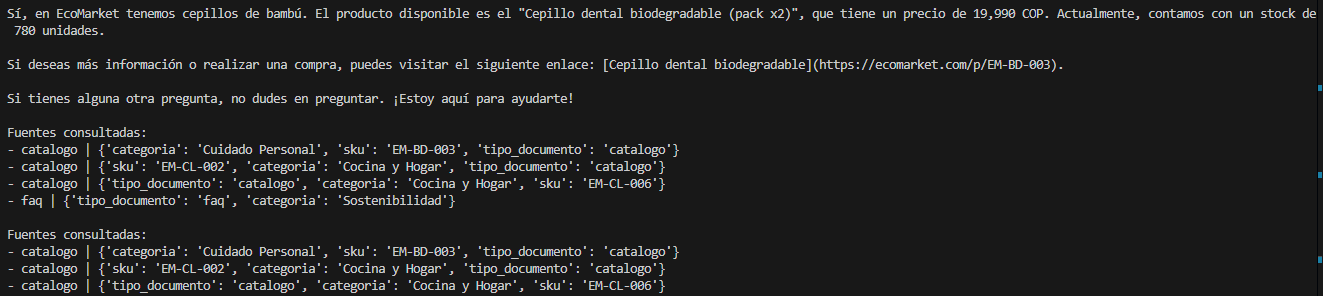 Sí, en EcoMarket tenemos cepillos de bambú. El producto disponible es el "Cepillo dental biodegradable (pack x2)", que tiene un precio de 19,990 COP. Actualmente, contamos con un stock de
780 unidades.
Si deseas más información o realizar una compra, puedes visitar el siguiente enlace: [Cepillo dental biodegradable](https://ecomarket.com/p/EM-BD-003).
Si tienes alguna otra pregunta, no dudes en preguntar. ¡Estoy aquí para ayudarte!
Fuentes consultadas:
- catalogo | {'categoria': 'Cuidado Personal', 'sku': 'EM-BD-003', 'tipo_documento': 'catalogo'}
- catalogo | {'sku': 'EM-CL-002', 'categoria': 'Cocina y Hogar', 'tipo_documento': 'catalogo'}
- catalogo | {'tipo_documento': 'catalogo', 'categoria': 'Cocina y Hogar', 'sku': 'EM-CL-006'}
- faq | {'tipo_documento': 'faq', 'categoria': 'Sostenibilidad'}
Fuentes consultadas:
- catalogo | {'categoria': 'Cuidado Personal', 'sku': 'EM-BD-003', 'tipo_documento': 'catalogo'}
- catalogo | {'sku': 'EM-CL-002', 'categoria': 'Cocina y Hogar', 'tipo_documento': 'catalogo'}
- catalogo | {'tipo_documento': 'catalogo', 'categoria': 'Cocina y Hogar', 'sku': 'EM-CL-006'}